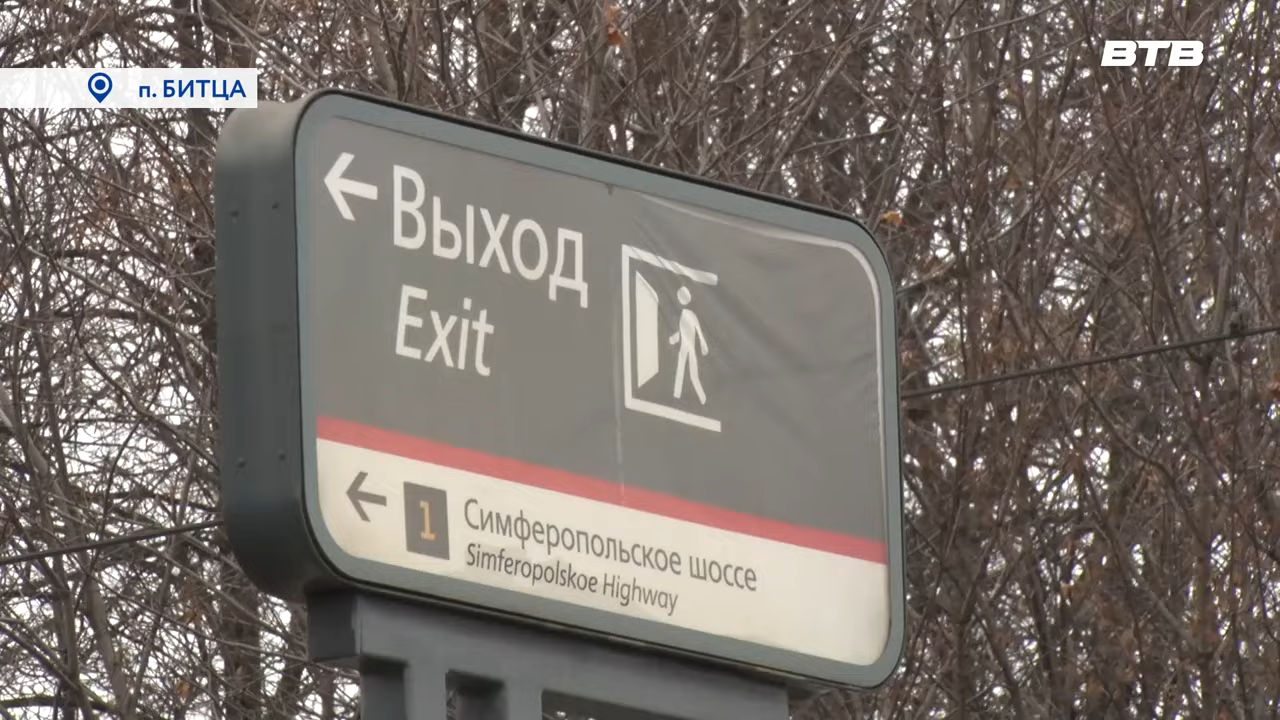 ВТВ
п. БИТЦА
← Выход
Exit
← 1 Симферопольское шоссе
Simferopolskoe Highway